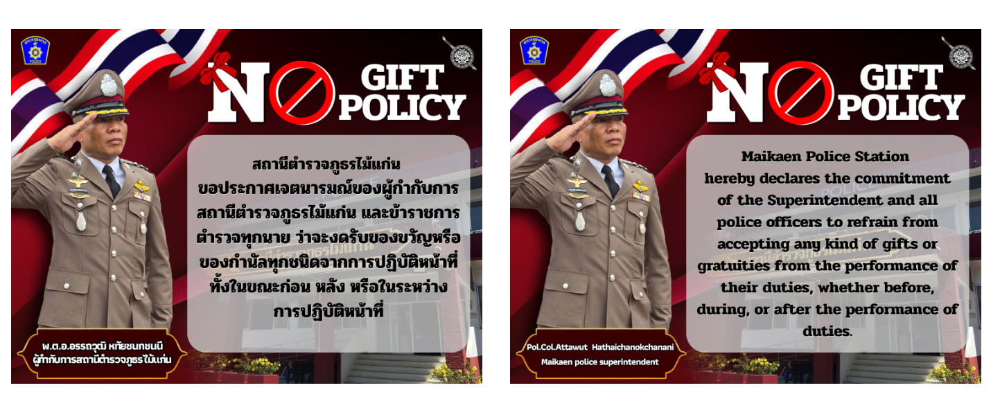 NO GIFT
POLICY
สถานีตำรวจภูธรไม้แก่น
ขอประกาศเจตนารมณ์ของผู้กำกับการ
สถานีตำรวจภูธรไม้แก่น และข้าราชการ
ตำรวจทุกนาย ว่าจะงดรับของขวัญหรือ
ของกำนัลทุกชนิดจากการปฏิบัติหน้าที่
ทั้งในขณะก่อน หลัง หรือในระหว่าง
การปฏิบัติหน้าที่
พ.ต.อ.อรรถวุฒิ หทัยชนกชนนี
ผู้กำกับการสถานีตำรวจภูธรไม้แก่น
POLICE
NO GIFT
POLICY
Maikaen Police Station
hereby declares the commitment
of the Superintendent and all
police officers to refrain from
accepting any kind of gifts or
gratuities from the performance of
their duties, whether before,
during, or after the performance of
duties.
Pol.Col.Attawut Hathaichanokchanani
Maikaen police superintendent
POLICE